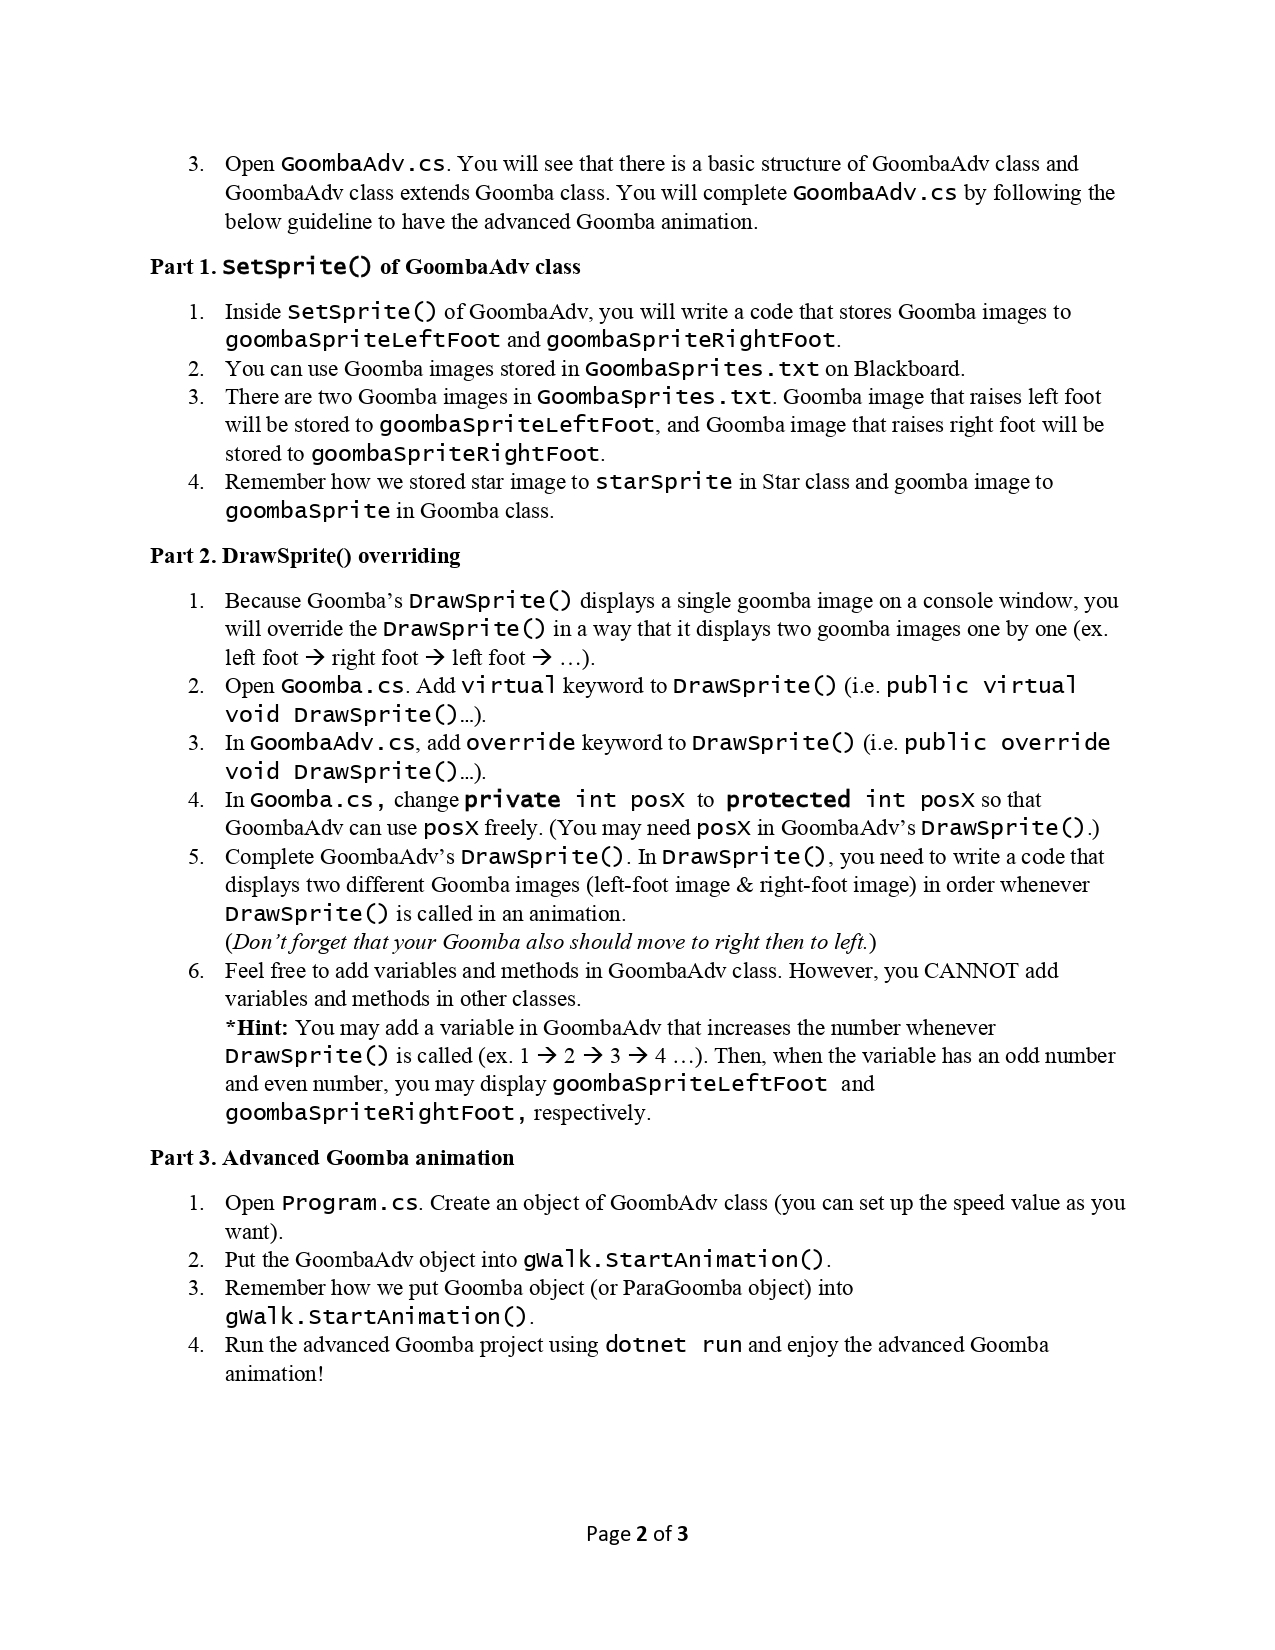 3. Open GoombaAdv.cs. You will see that there is a basic structure of GoombaAdv class and
GoombaAdv class extends Goomba class. You will complete GoombaAdv.cs by following the
below guideline to have the advanced Goomba animation.
Part 1. SetSprite() of GoombaAdv class
1. Inside SetSprite() of GoombaAdv, you will write a code that stores Goomba images to
goombaSpriteLeftFoot and goombaSpriteRightFoot.
2. You can use Goomba images stored in GoombaSprites.txt on Blackboard.
3. There are two Goomba images in GoombaSprites.txt. Goomba image that raises left foot
will be stored to goombaSpriteLeftFoot, and Goomba image that raises right foot will be
stored to goombaSpriteRightFoot.
4. Remember how we stored star image to starSprite in Star class and goomba image to
goombaSprite in Goomba class.
Part 2. DrawSprite() overriding
1. Because Goomba’s DrawSprite() displays a single goomba image on a console window, you
will override the DrawSprite() in a way that it displays two goomba images one by one (ex.
left foot → right foot → left foot → …).
2. Open Goomba.cs. Add virtual keyword to DrawSprite() (i.e. public virtual
void DrawSprite()…).
3. In GoombaAdv.cs, add override keyword to DrawSprite() (i.e. public override
void DrawSprite()…).
4. In Goomba.cs, change private int posX to protected int posX so that
GoombaAdv can use posX freely. (You may need posX in GoombaAdv’s DrawSprite().)
5. Complete GoombaAdv’s DrawSprite(). In DrawSprite(), you need to write a code that
displays two different Goomba images (left-foot image & right-foot image) in order whenever
DrawSprite() is called in an animation.
(Don’t forget that your Goomba also should move to right then to left.)
6. Feel free to add variables and methods in GoombaAdv class. However, you CANNOT add
variables and methods in other classes.
*Hint: You may add a variable in GoombaAdv that increases the number whenever
DrawSprite() is called (ex. 1 → 2 → 3 → 4 …). Then, when the variable has an odd number
and even number, you may display goombaSpriteLeftFoot and
goombaSpriteRightFoot, respectively.
Part 3. Advanced Goomba animation
1. Open Program.cs. Create an object of GoombAdv class (you can set up the speed value as you
want).
2. Put the GoombaAdv object into gWalk.StartAnimation().
3. Remember how we put Goomba object (or ParaGoomba object) into
gWalk.StartAnimation().
4. Run the advanced Goomba project using dotnet run and enjoy the advanced Goomba
animation!
Page 2 of 3